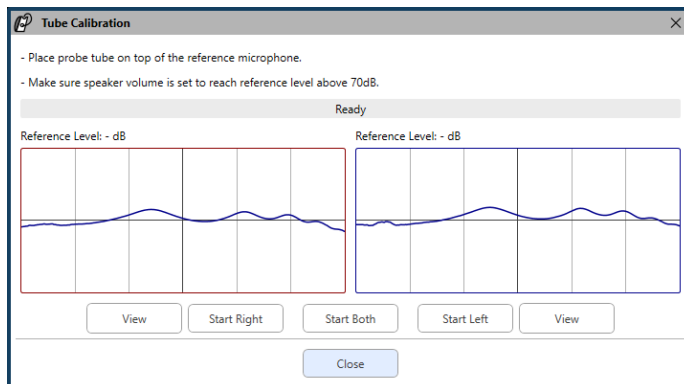 Tube Calibration
- Place probe tube on top of the reference microphone.
- Make sure speaker volume is set to reach reference level above 70dB.
Ready
Reference Level: - dB
Reference Level: - dB
View
Start Right
Start Both
Start Left
View
Close